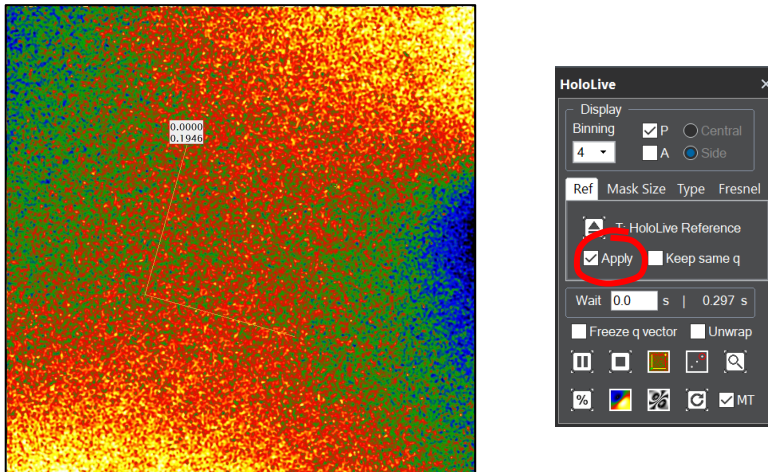 0.0000
0.1946
HoloLive
Display
Binning
P
Central
4
A
Side
Ref Mask Size Type Fresnel
T: HoloLive Reference
Apply
Keep same q
Wait 0.0 s | 0.297 s
Freeze q vector
Unwrap
%
MT